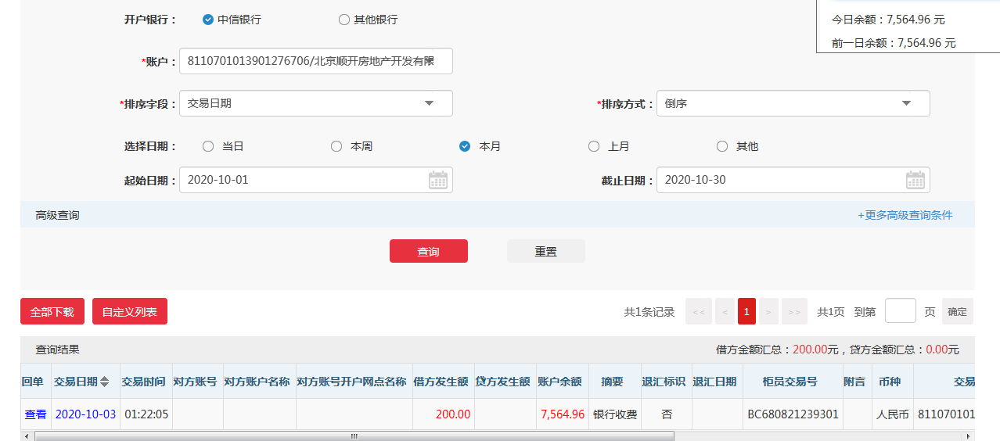 今日余额：7,564.96 元
前一日余额：7,564.96 元
开户银行： 中信银行 其他银行
*账户： 8110701013901276706/北京顺开房地产开发有限
*排序字段： 交易日期 *排序方式： 倒序
选择日期： 当日 本周 本月 上月 其他
起始日期： 2020-10-01 截止日期： 2020-10-30
高级查询 +更多高级查询条件
查询 重置
全部下载 自定义列表 共1条记录 << < 1 > >> 共1页 到第 页 确定
查询结果 借方金额汇总：200.00元，贷方金额汇总：0.00元
回单 交易日期 交易时间 对方账号 对方账户名称 对方账号开户网点名称 借方发生额 贷方发生额 账户余额 摘要 退汇标识 退汇日期 柜员交易号 附言 币种 交易
查看 2020-10-03 01:22:05 200.00 7,564.96 银行收费 否 BC680821239301 人民币 811070101